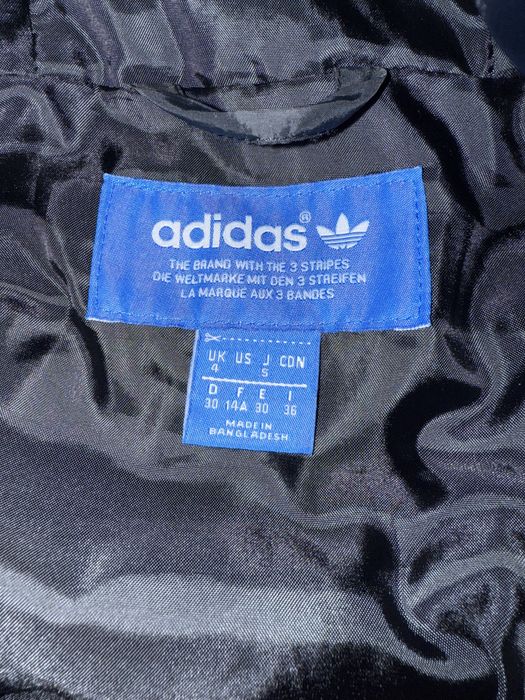 adidas®
THE BRAND WITH THE 3 STRIPES
DIE WELTMARKE MIT DEN 3 STREIFEN
LA MARQUE AUX 3 BANDES
UK US J CDN
4 S
D F E I
30 14A 30 36
MADE IN
BANGLADESH